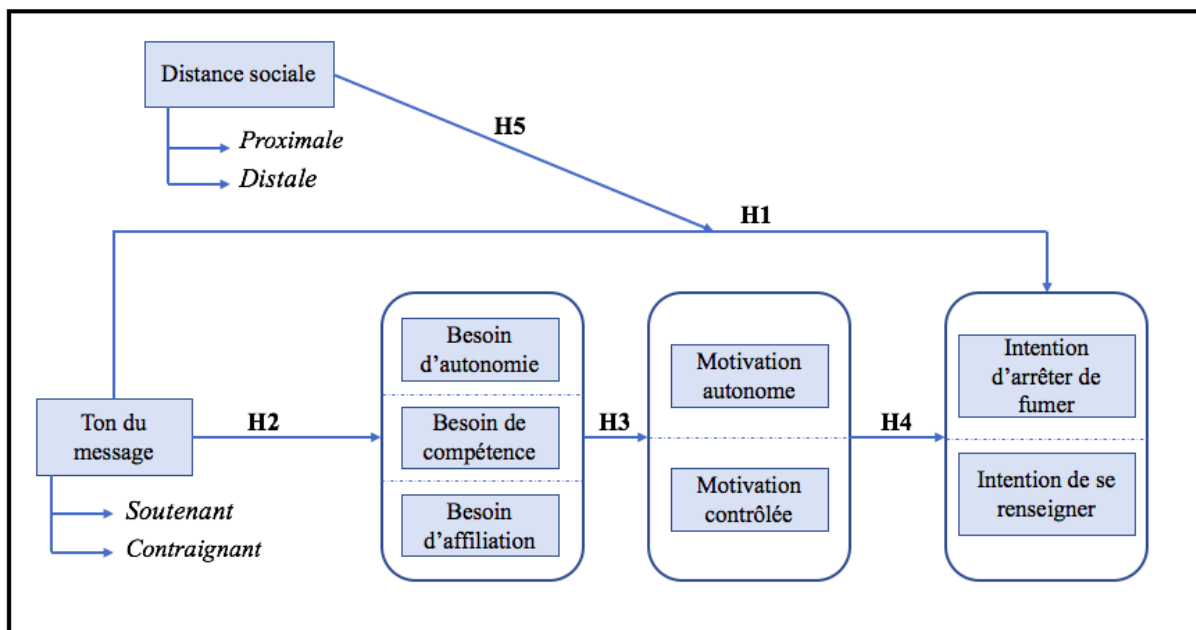 Distance sociale
H5
Proximale
Distale
H1
Besoin
d’autonomie
Motivation
autonome
Intention
d’arrêter de
fumer
Ton du
message
H2
Besoin de
compétence
H3
H4
Soutenant
Contraignant
Besoin
d’affiliation
Motivation
contrôlée
Intention de se
renseigner